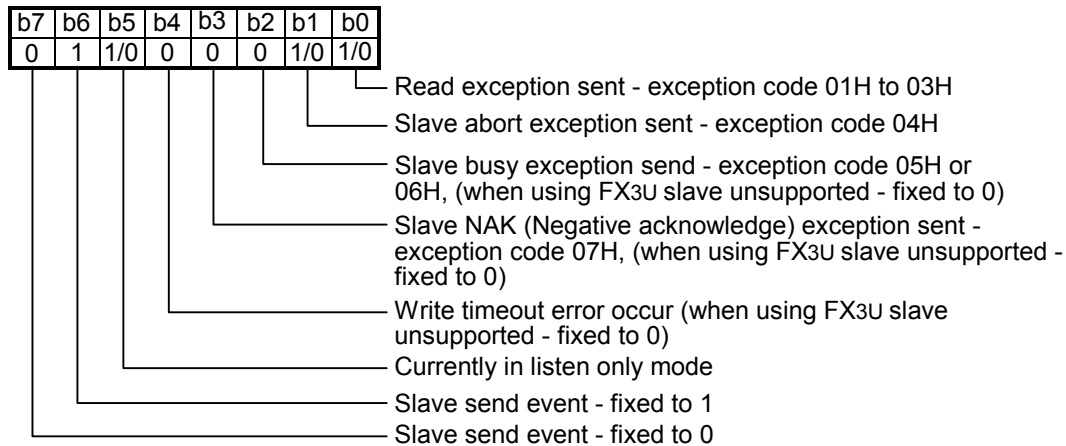 b7 b6 b5 b4 b3 b2 b1 b0
0 1 1/0 0 0 0 1/0 1/0
Read exception sent - exception code 01H to 03H
Slave abort exception sent - exception code 04H
Slave busy exception send - exception code 05H or
06H, (when using FX3U slave unsupported - fixed to 0)
Slave NAK (Negative acknowledge) exception sent -
exception code 07H, (when using FX3U slave unsupported -
fixed to 0)
Write timeout error occur (when using FX3U slave
unsupported - fixed to 0)
Currently in listen only mode
Slave send event - fixed to 1
Slave send event - fixed to 0